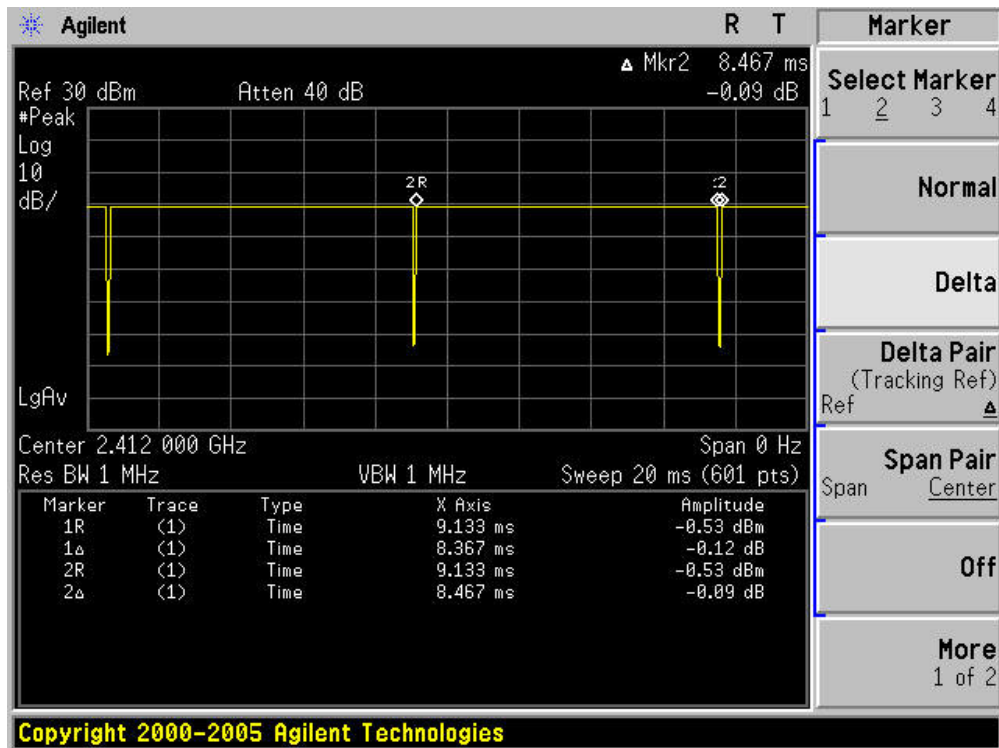 Agilent R T
Marker
△ Mkr2 8.467 ms
Ref 30 dBm Atten 40 dB -0.09 dB
#Peak
Log
10
dB/
2R
:2
LgAv
Center 2.412 000 GHz Span 0 Hz
Res BW 1 MHz VBW 1 MHz Sweep 20 ms (601 pts)
Marker Trace Type X Axis Amplitude
1R (1) Time 9.133 ms -0.53 dBm
1△ (1) Time 8.367 ms -0.12 dB
2R (1) Time 9.133 ms -0.53 dBm
2△ (1) Time 8.467 ms -0.09 dB
Select Marker
1 2 3 4
Normal
Delta
Delta Pair
(Tracking Ref)
Ref △
Span Pair
Span Center
Off
More
1 of 2
Copyright 2000-2005 Agilent Technologies